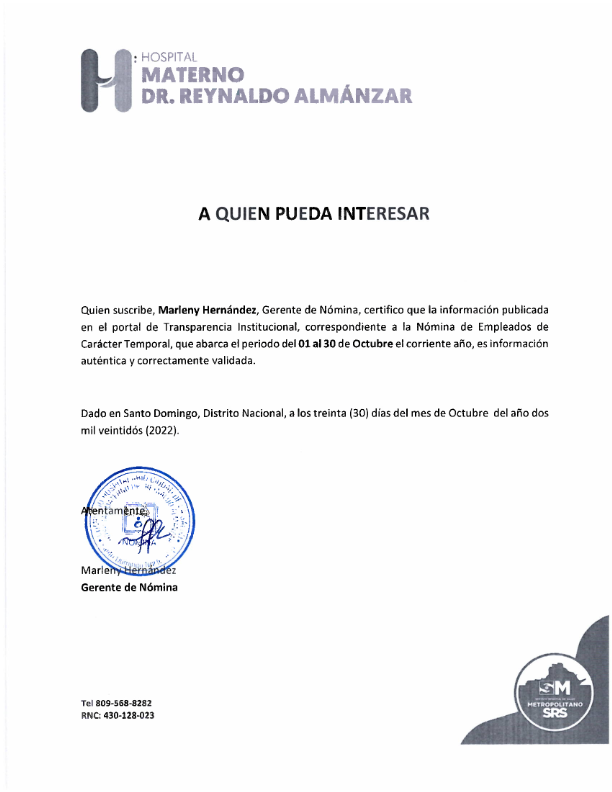 HOSPITAL
MATERNO
DR. REYNALDO ALMÁNZAR
A QUIEN PUEDA INTERESAR
Quien suscribe, Marleny Hernández, Gerente de Nómina, certifico que la información publicada
en el portal de Transparencia Institucional, correspondiente a la Nómina de Empleados de
Carácter Temporal, que abarca el periodo del 01 al 30 de Octubre el corriente año, es información
auténtica y correctamente validada.
Dado en Santo Domingo, Distrito Nacional, a los treinta (30) días del mes de Octubre del año dos
mil veintidós (2022).
Atentamente,
NOMINA
Marleny Hernández
Gerente de Nómina
Tel 809-568-8282
RNC: 430-128-023
SM
METROPOLITANO
SRS